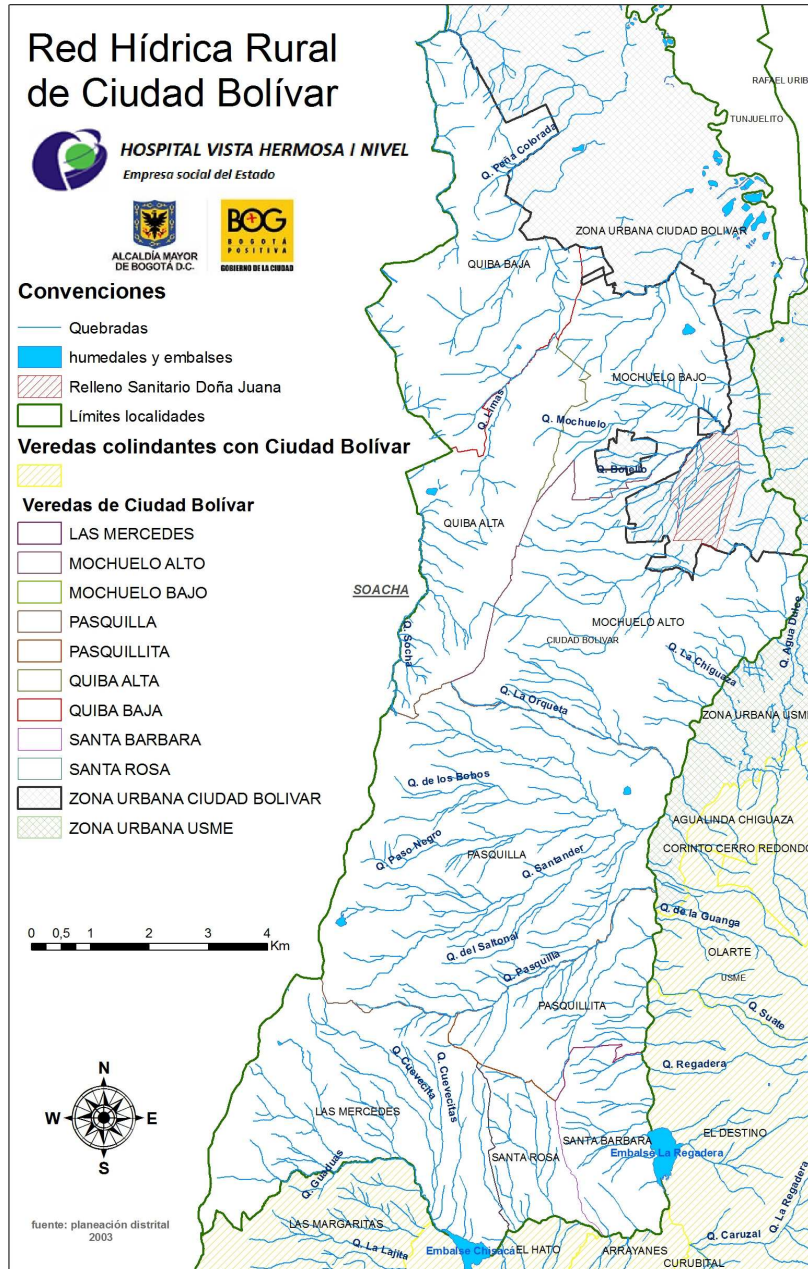 Red Hídrica Rural
de Ciudad Bolívar
HOSPITAL VISTA HERMOSA I NIVEL
Empresa social del Estado
ALCALDÍA MAYOR
DE BOGOTÁ D.C.
BOG
BOGOTÁ
POSITIVA
GOBIERNO DE LA CIUDAD
Convenciones
Quebradas
humedales y embalses
Relleno Sanitario Doña Juana
Límites localidades
Veredas colindantes con Ciudad Bolívar
Veredas de Ciudad Bolívar
LAS MERCEDES
MOCHUELO ALTO
MOCHUELO BAJO
PASQUILLA
PASQUILLITA
QUIBA ALTA
QUIBA BAJA
SANTA BARBARA
SANTA ROSA
ZONA URBANA CIUDAD BOLIVAR
ZONA URBANA USME
0 0,5 1 2 3 4
Km
N
W E
S
fuente: planeación distrital
2003
RAFAEL URIB
TUNJUELITO
Q. Peña Colorada
ZONA URBANA CIUDAD BOLIVAR
QUIBA BAJA
MOCHUELO BAJO
Q. Limas
Q. Mochuelo
Q. Botello
QUIBA ALTA
SOACHA
Q. Socha
MOCHUELO ALTO
CIUDAD BOLIVAR
Q. Agua Dulce
Q. La Chiguaza
Q. La Orqueta
ZONA URBANA USME
Q. de los Bobos
AGUALINDA CHIGUAZA
Q. Paso Negro
PASQUILLA
Q. Santander
CORINTO CERRO REDONDO
Q. de la Guanga
Q. del Saltonal
Q. Pasquilla
OLARTE
USME
PASQUILLITA
Q. Suate
Q. Cuevecita
Q. Cuevecitas
Q. Regadera
LAS MERCEDES
SANTA BARBARA
EL DESTINO
Embalse La Regadera
SANTA ROSA
Q. Guaduas
Q. La Regadera
LAS MARGARITAS
Q. La Lajita
Embalse Chisacá
EL HATO
ARRAYANES
Q. Caruzal
CURUBITAL